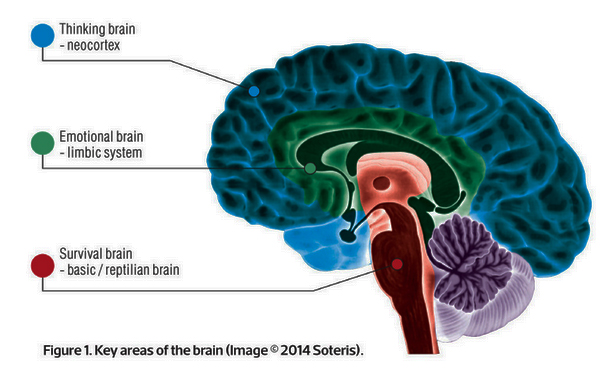 Thinking brain
- neocortex
Emotional brain
- limbic system
Survival brain
- basic / reptilian brain
Figure 1. Key areas of the brain (Image © 2014 Soteris).